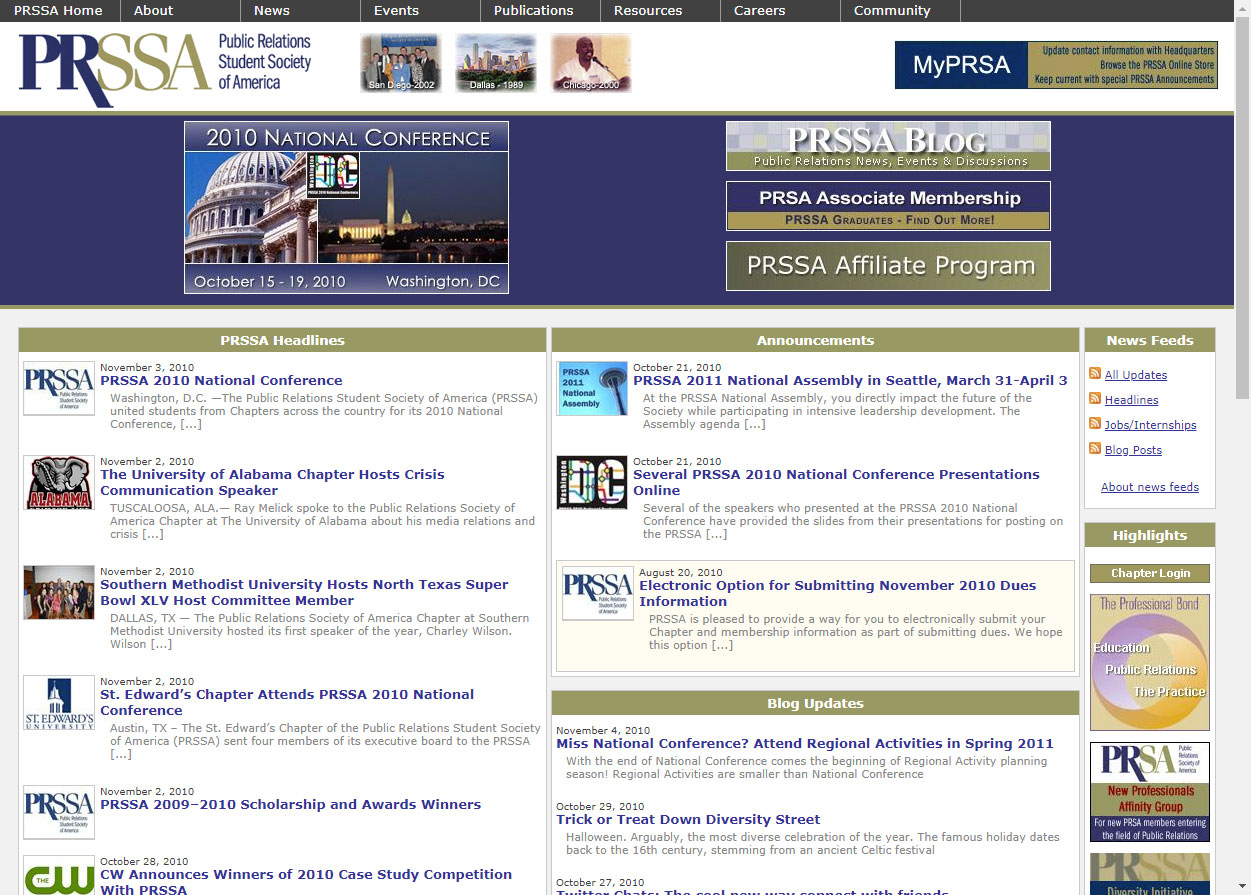 PRSSA Home
About
News
Events
Publications
Resources
Careers
Community
PRSSA
Public Relations
Student Society
of America
San Diego-2002
Dallas - 1989
Chicago-2000
MyPRSA
Update contact information with Headquarters
Browse the PRSSA Online Store
Keep current with special PRSSA Announcements
2010 National Conference
October 15 - 19, 2010
Washington, DC
PRSSA Blog
Public Relations News, Events & Discussions
PRSA Associate Membership
PRSSA Graduates - Find Out More!
PRSSA Affiliate Program
PRSSA Headlines
November 3, 2010
PRSSA 2010 National Conference
Washington, D.C. —The Public Relations Student Society of America (PRSSA)
united students from Chapters across the country for its 2010 National
Conference, [...]
November 2, 2010
ALABAMA
The University of Alabama Chapter Hosts Crisis
Communication Speaker
TUSCALOOSA, ALA.— Ray Melick spoke to the Public Relations Society of
America Chapter at The University of Alabama about his media relations and
crisis [...]
November 2, 2010
Southern Methodist University Hosts North Texas Super
Bowl XLV Host Committee Member
DALLAS, TX — The Public Relations Society of America Chapter at Southern
Methodist University hosted its first speaker of the year, Charley Wilson.
Wilson [...]
ST. EDWARD'S
UNIVERSITY
November 2, 2010
St. Edward’s Chapter Attends PRSSA 2010 National
Conference
Austin, TX – The St. Edward’s Chapter of the Public Relations Student Society
of America (PRSSA) sent four members of its executive board to the PRSSA
[...]
November 2, 2010
PRSSA 2009–2010 Scholarship and Awards Winners
THE CW
October 28, 2010
CW Announces Winners of 2010 Case Study Competition
With PRSSA
Announcements
PRSSA
2011
National
Assembly
October 21, 2010
PRSSA 2011 National Assembly in Seattle, March 31-April 3
At the PRSSA National Assembly, you directly impact the future of the
Society while participating in intensive leadership development. The
Assembly agenda [...]
DC
October 21, 2010
Several PRSSA 2010 National Conference Presentations
Online
Several of the speakers who presented at the PRSSA 2010 National
Conference have provided the slides from their presentations for posting on
the PRSSA [...]
PRSSA
Public Relations
Student Society
of America
August 20, 2010
Electronic Option for Submitting November 2010 Dues
Information
PRSSA is pleased to provide a way for you to electronically submit your
Chapter and membership information as part of submitting dues. We hope
this option [...]
Blog Updates
November 4, 2010
Miss National Conference? Attend Regional Activities in Spring 2011
With the end of National Conference comes the beginning of Regional Activity planning
season! Regional Activities are smaller than National Conference
October 29, 2010
Trick or Treat Down Diversity Street
Halloween. Arguably, the most diverse celebration of the year. The famous holiday dates
back to the 16th century, stemming from an ancient Celtic festival
October 27, 2010
Twitter Chats: The cool new way connect with friends
News Feeds
All Updates
Headlines
Jobs/Internships
Blog Posts
About news feeds
Highlights
Chapter Login
The Professional Bond
Education
Public Relations
The Practice
PRSA
Public
Relations
Society of
America
New Professionals
Affinity Group
For new PRSA members entering
the field of Public Relations
PRSSA
Diversity Initiative